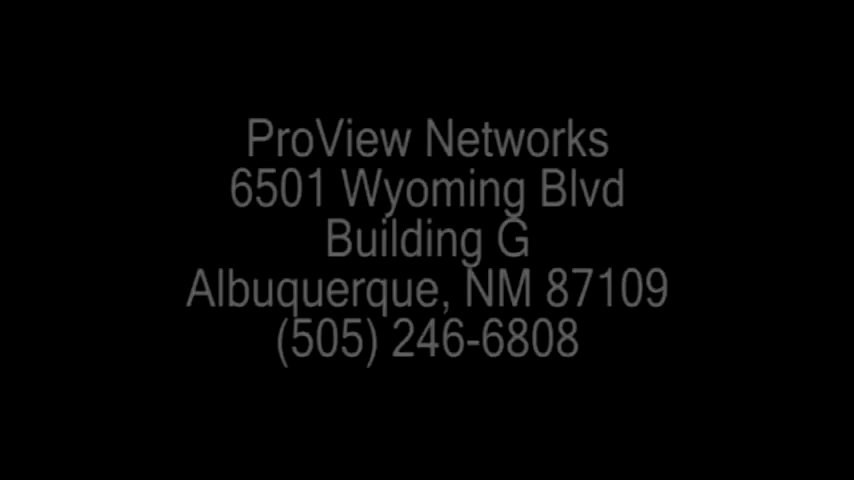 ProView Networks
6501 Wyoming Blvd
Building G
Albuquerque, NM 87109
(505) 246-6808